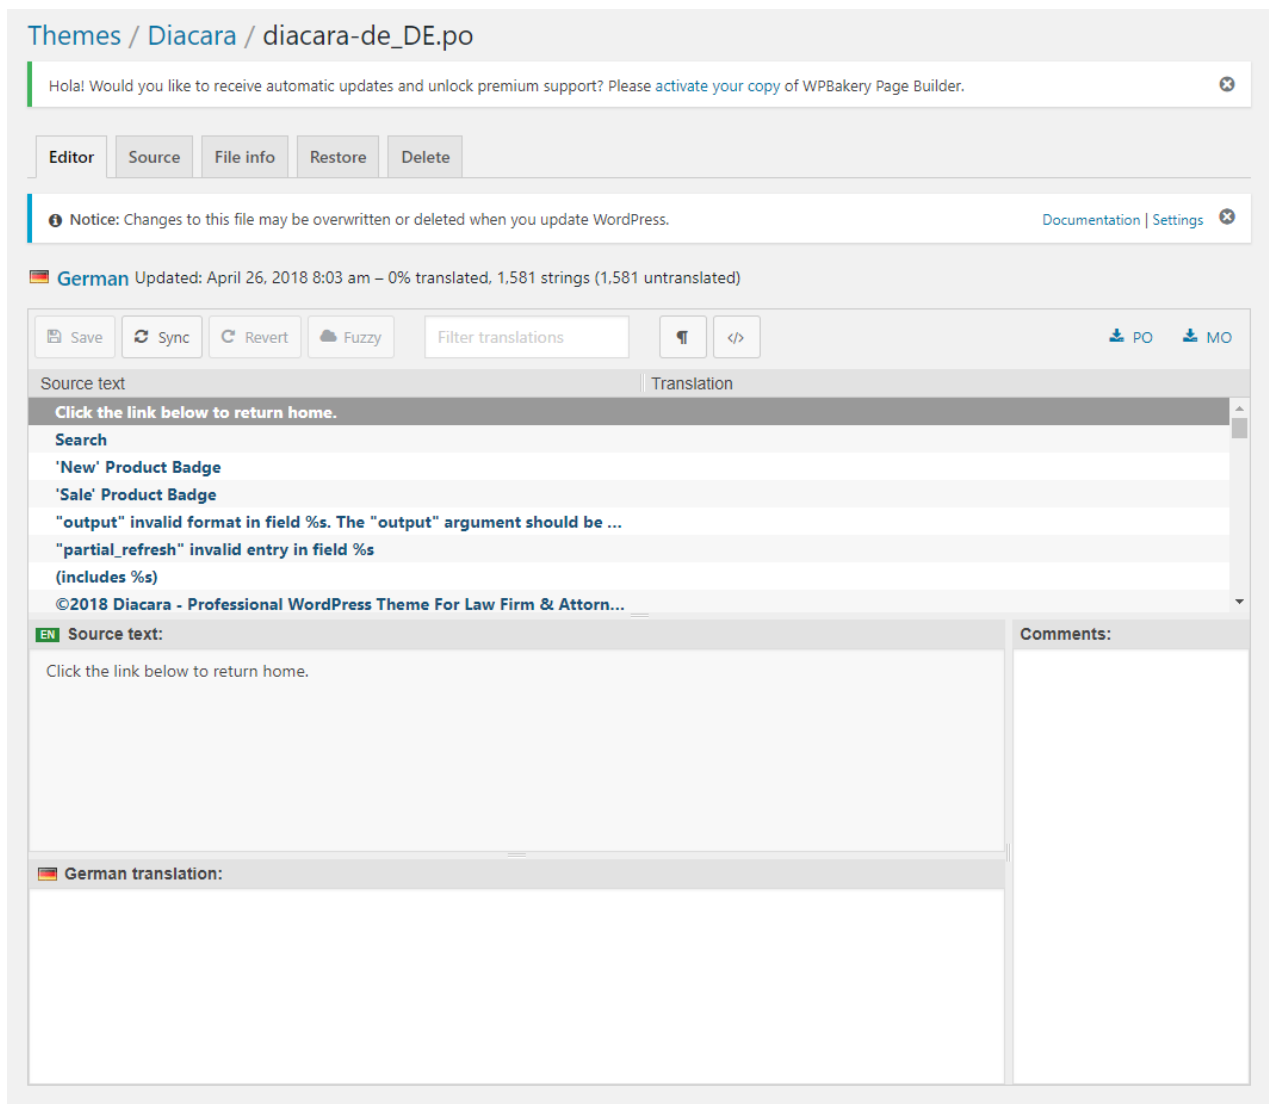 Themes / Diacara / diacara-de_DE.po
Hola! Would you like to receive automatic updates and unlock premium support? Please activate your copy of WPBakery Page Builder.
Editor Source File info Restore Delete
Notice: Changes to this file may be overwritten or deleted when you update WordPress. Documentation | Settings
German Updated: April 26, 2018 8:03 am – 0% translated, 1,581 strings (1,581 untranslated)
Save Sync Revert Fuzzy Filter translations ¶ </> PO MO
Source text Translation
Click the link below to return home.
Search
'New' Product Badge
'Sale' Product Badge
"output" invalid format in field %s. The "output" argument should be ...
"partial_refresh" invalid entry in field %s
(includes %s)
©2018 Diacara - Professional WordPress Theme For Law Firm & Attorn...
EN Source text: Comments:
Click the link below to return home.
German translation: